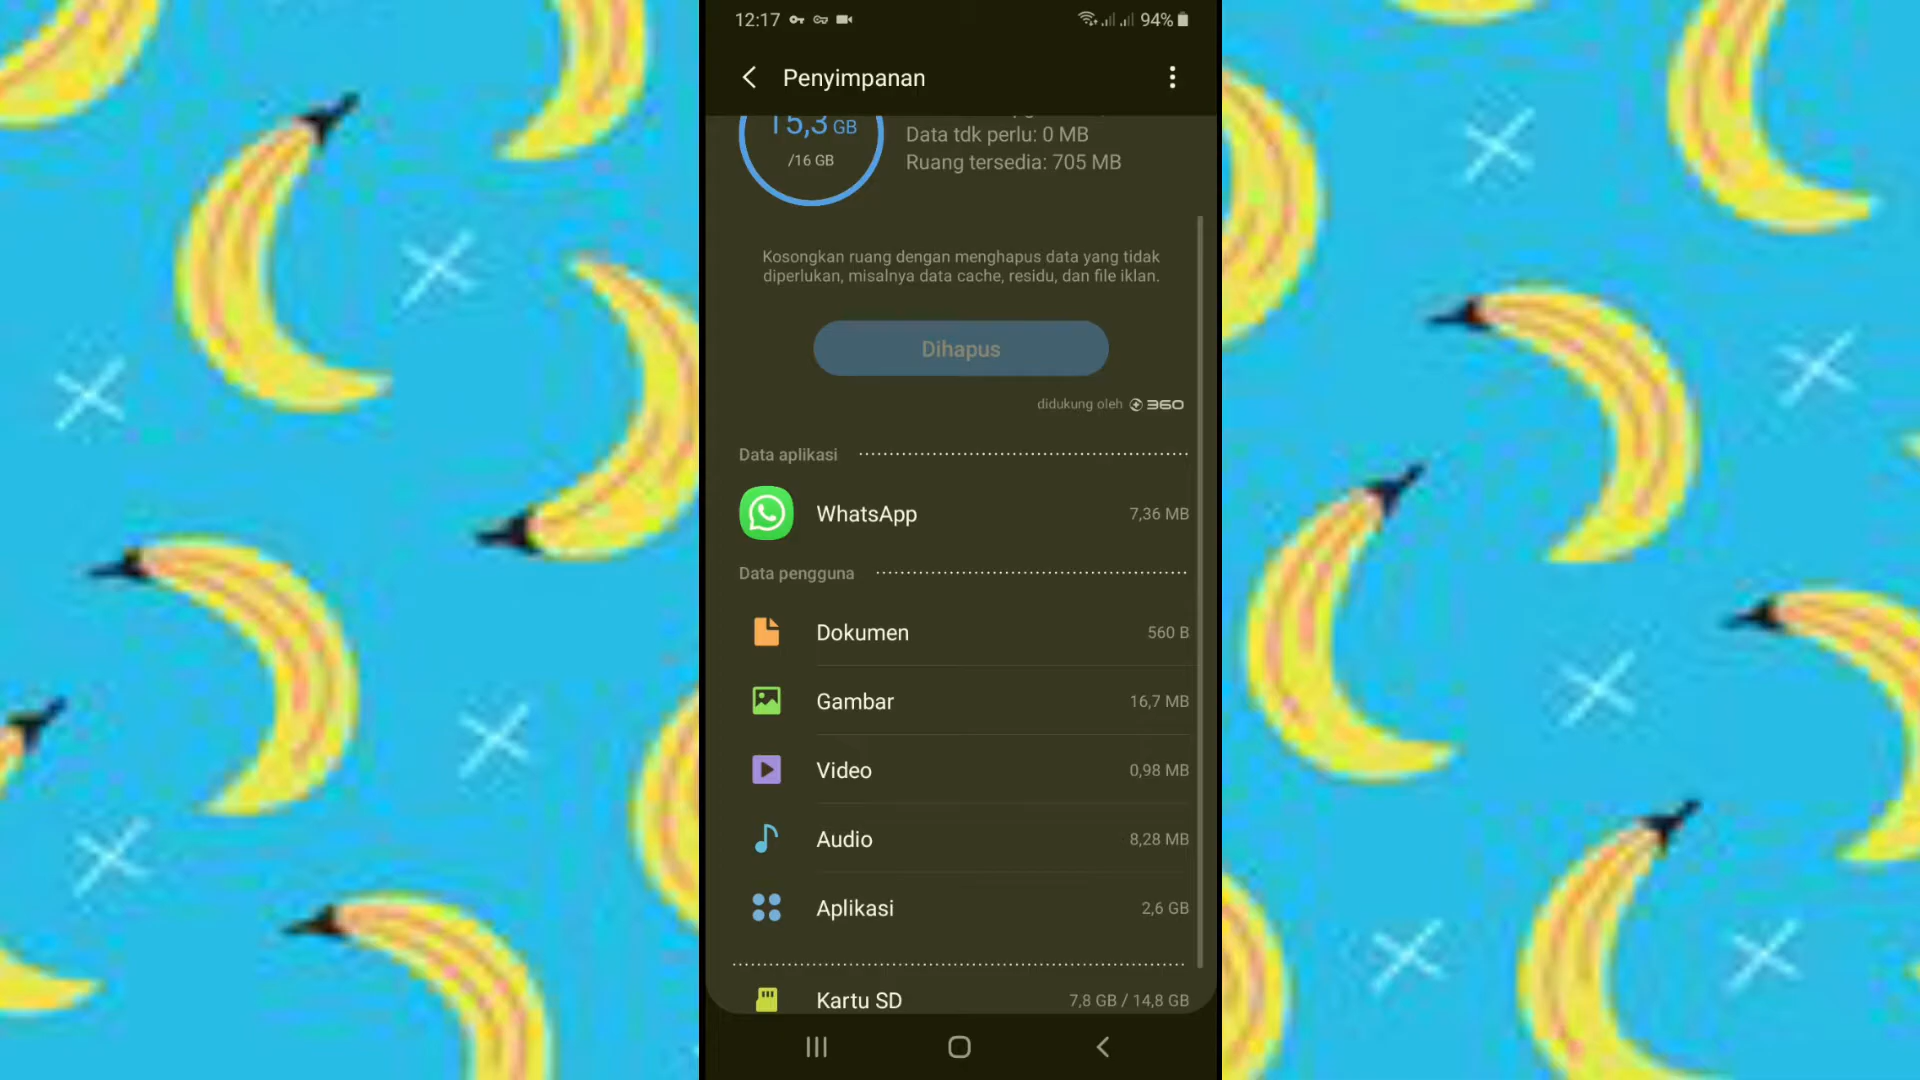 12:17 94%
Penyimpanan
15,3 GB
/16 GB
Data tdk perlu: 0 MB
Ruang tersedia: 705 MB
Kosongkan ruang dengan menghapus data yang tidak
diperlukan, misalnya data cache, residu, dan file iklan.
Dihapus
didukung oleh 360
Data aplikasi
WhatsApp 7,36 MB
Data pengguna
Dokumen 560 B
Gambar 16,7 MB
Video 0,98 MB
Audio 8,28 MB
Aplikasi 2,6 GB
Kartu SD 7,8 GB / 14,8 GB